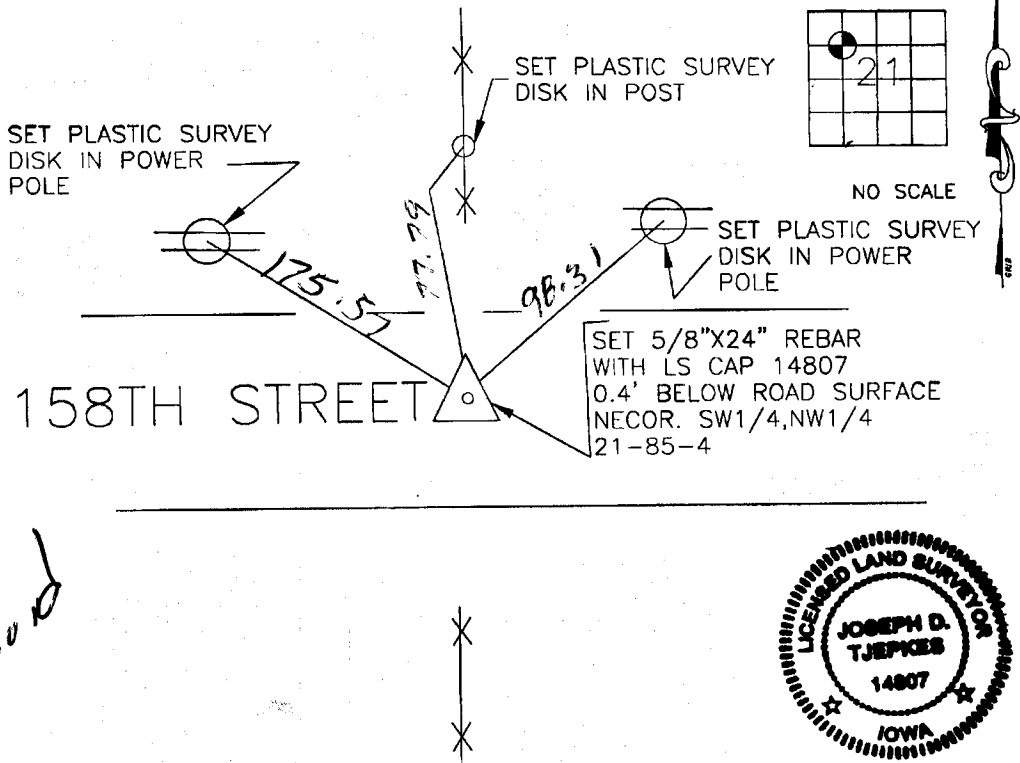 SET PLASTIC SURVEY
DISK IN POST
21
SET PLASTIC SURVEY
DISK IN POWER
POLE
NO SCALE
SET PLASTIC SURVEY
DISK IN POWER
POLE
GRID
175.57
98.31
SET 5/8"X24" REBAR
WITH LS CAP 14807
0.4' BELOW ROAD SURFACE
NECOR. SW1/4,NW1/4
21-85-4
158TH STREET
LICENSED LAND SURVEYOR
JOSEPH D.
TJEPKES
14807
IOWA